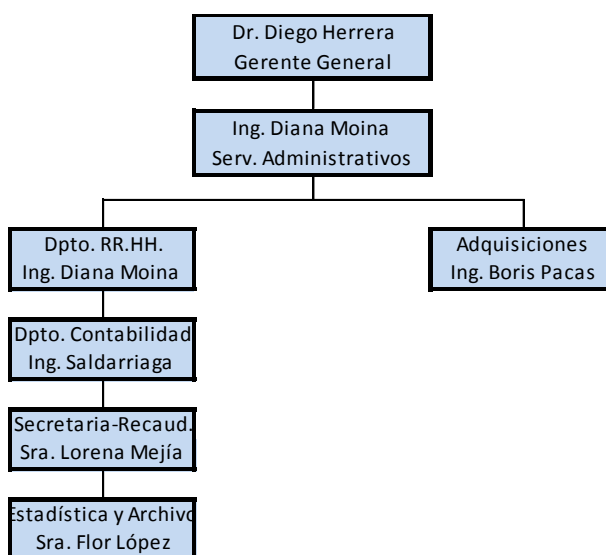 Dr. Diego Herrera
Gerente General
Ing. Diana Moina
Serv. Administrativos
Dpto. RR.HH.
Ing. Diana Moina
Adquisiciones
Ing. Boris Pacas
Dpto. Contabilidad
Ing. Saldarriaga
Secretaria-Recaud.
Sra. Lorena Mejía
Estadística y Archivo
Sra. Flor López